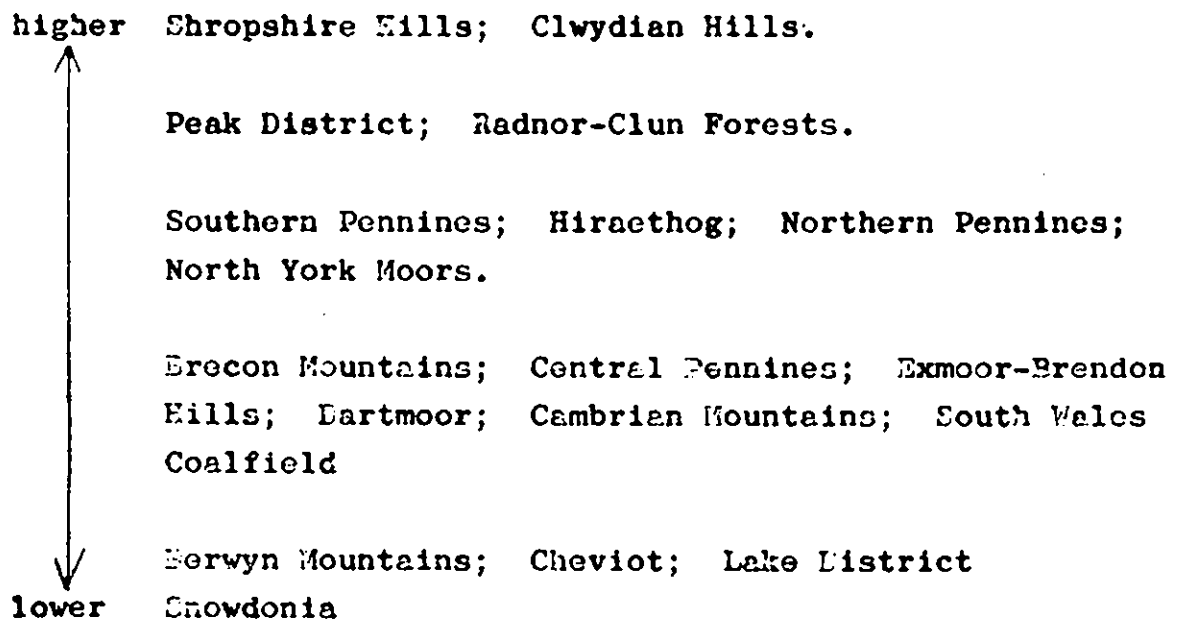 higher Shropshire Hills; Clwydian Hills.
Peak District; Radnor-Clun Forests.
Southern Pennines; Hiraethog; Northern Pennines;
North York Moors.
Brecon Mountains; Central Pennines; Exmoor-Brendon
Hills; Dartmoor; Cambrian Mountains; South Wales
Coalfield
Berwyn Mountains; Cheviot; Lake District
lower Snowdonia